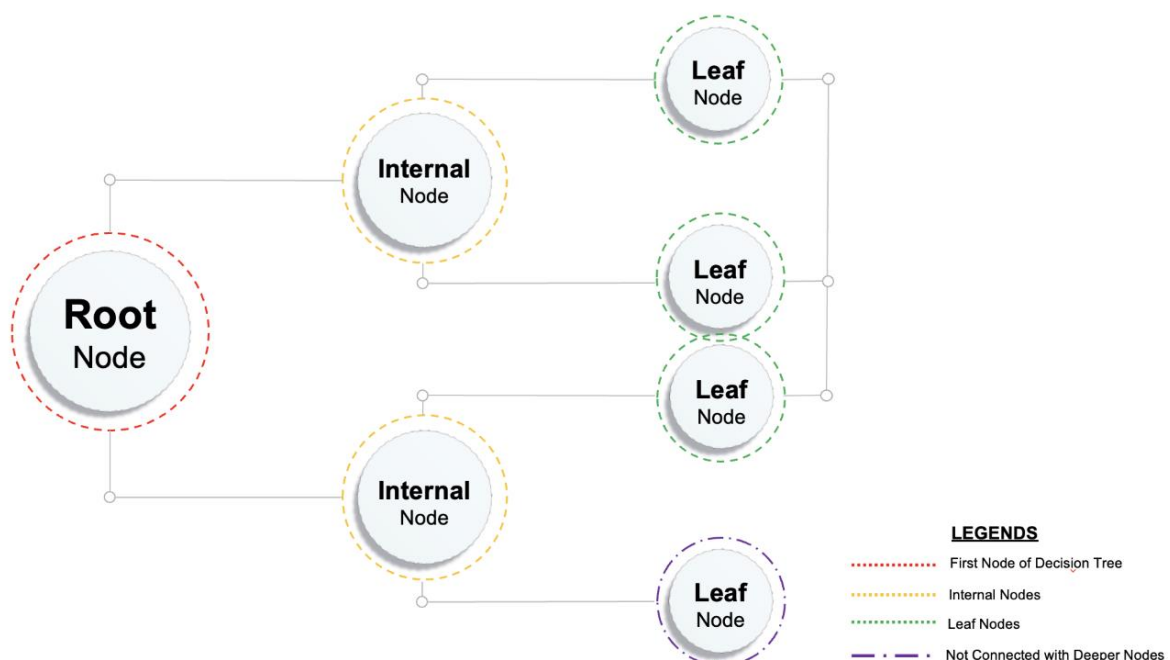 Leaf
Node
Internal
Node
Leaf
Node
Root
Node
Leaf
Node
Internal
Node
Leaf
Node
LEGENDS
First Node of Decision Tree
Internal Nodes
Leaf Nodes
Not Connected with Deeper Nodes